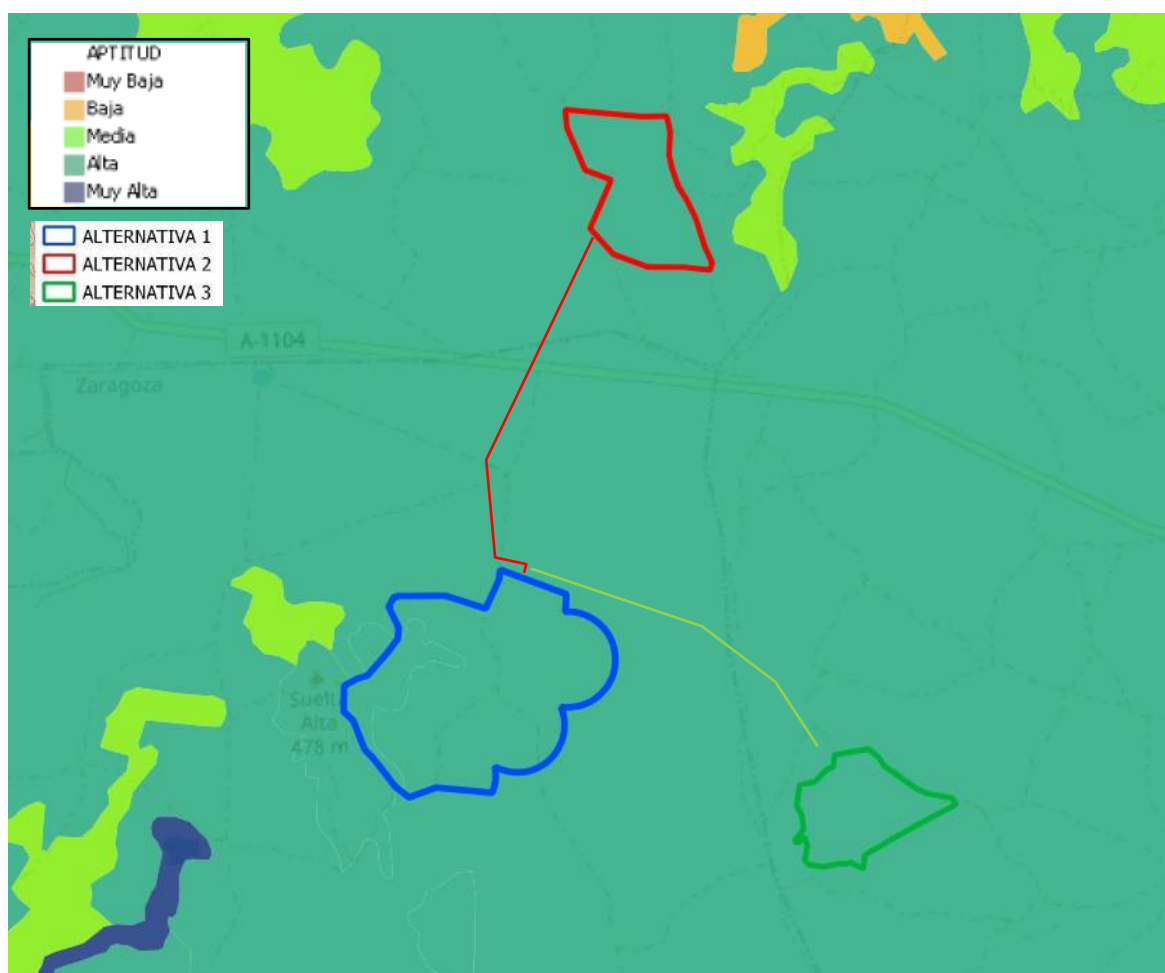 APTITUD
Muy Baja
Baja
Media
Alta
Muy Alta
ALTERNATIVA 1
ALTERNATIVA 2
ALTERNATIVA 3
A-1104
Zaragoza
Alta
478 m